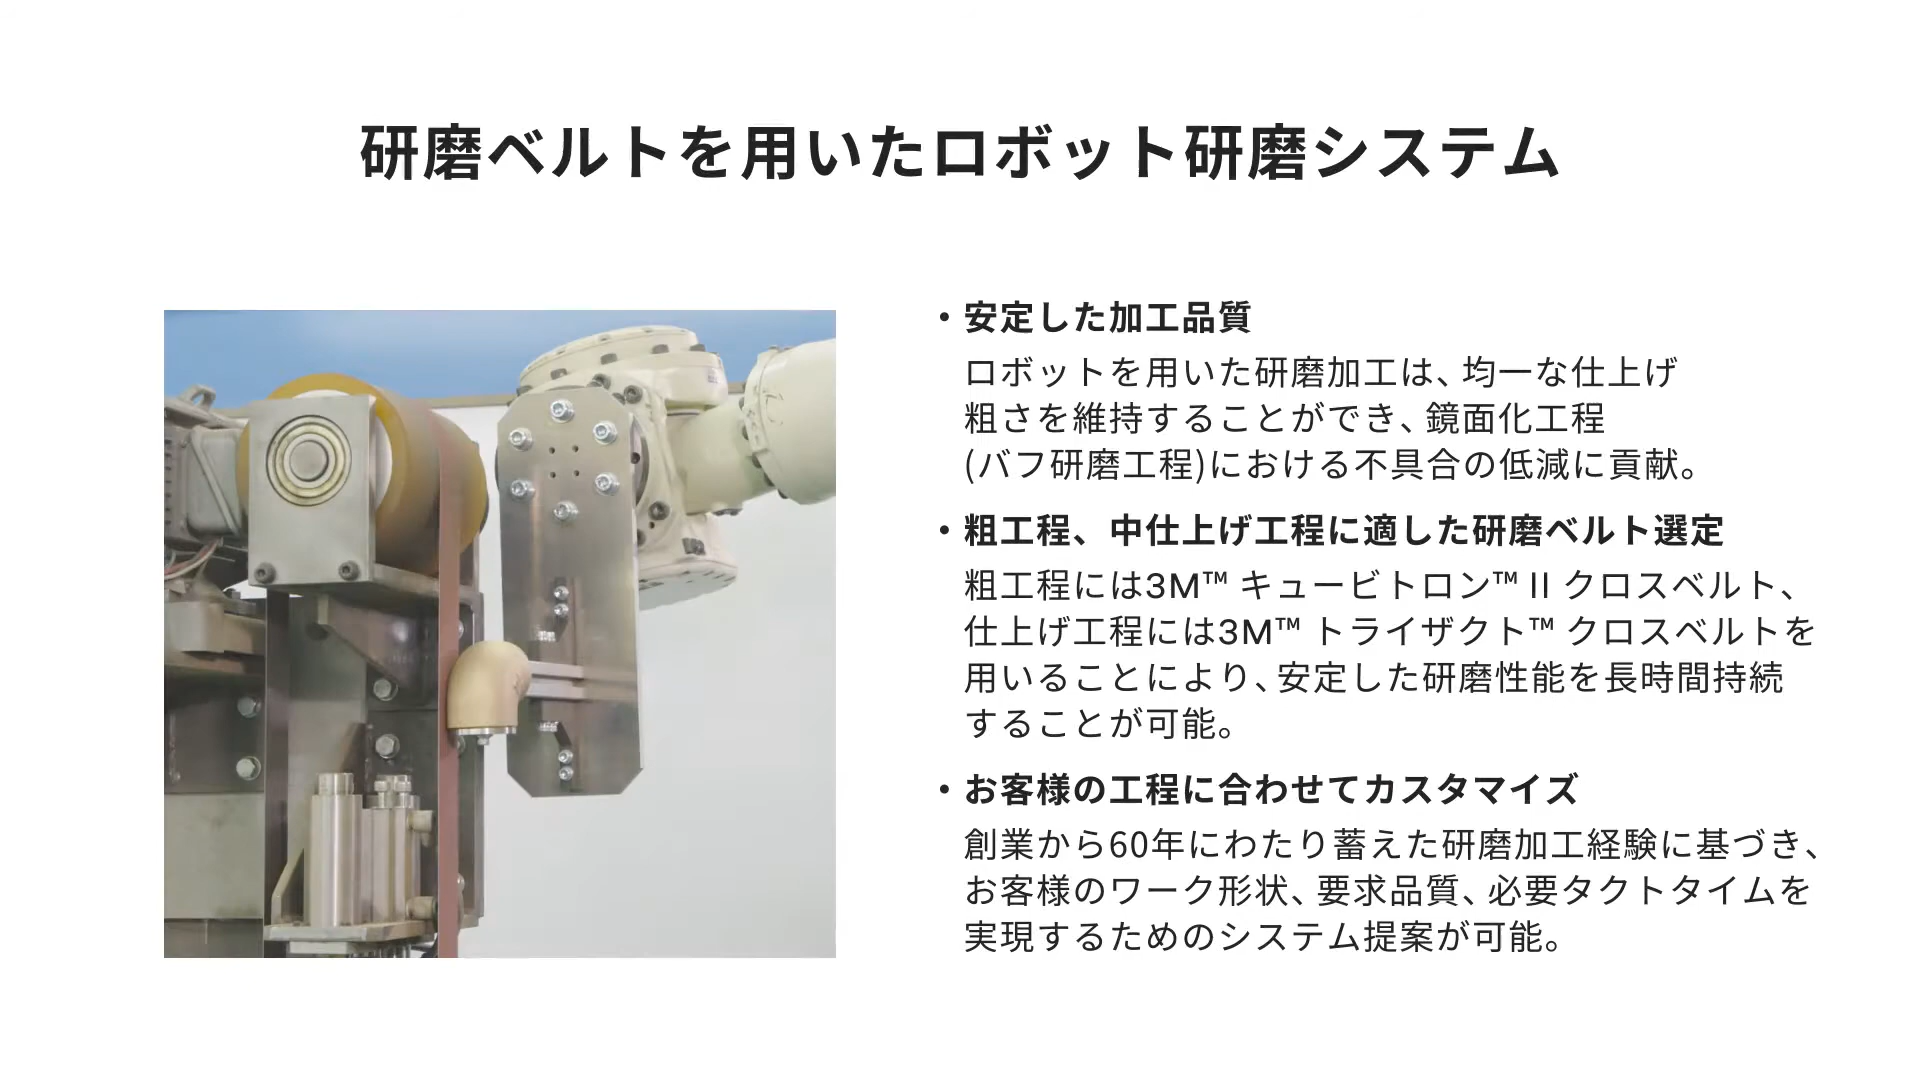 研磨ベルトを用いたロボット研磨システム
・安定した加工品質
ロボットを用いた研磨加工は、均一な仕上げ
粗さを維持することができ、鏡面化工程
(バフ研磨工程)における不具合の低減に貢献。
・粗工程、中仕上げ工程に適した研磨ベルト選定
粗工程には3M™ キュービトロン™ II クロスベルト、
仕上げ工程には3M™ トライザクト™ クロスベルトを
用いることにより、安定した研磨性能を長時間持続
することが可能。
・お客様の工程に合わせてカスタマイズ
創業から60年にわたり蓄えた研磨加工経験に基づき、
お客様のワーク形状、要求品質、必要タクトタイムを
実現するためのシステム提案が可能。